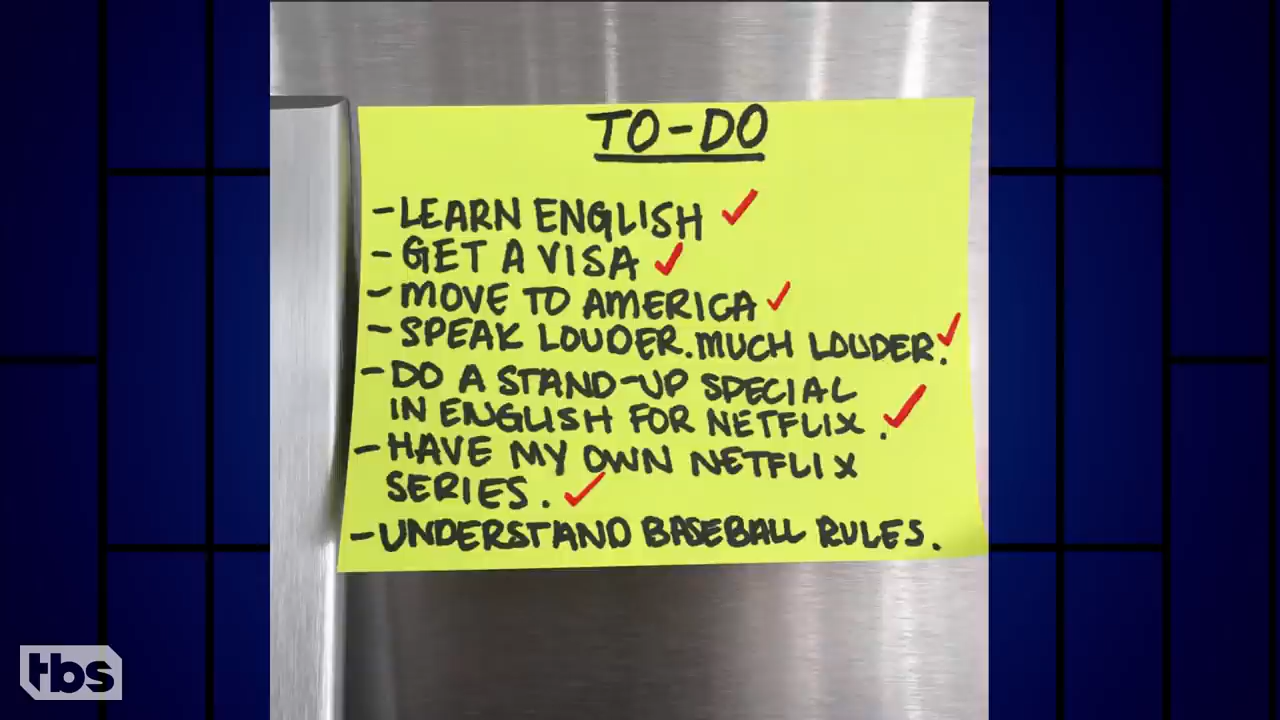 TO-DO
- LEARN ENGLISH ✓
- GET A VISA ✓
- MOVE TO AMERICA ✓
- SPEAK LOUDER. MUCH LOUDER. ✓
- DO A STAND-UP SPECIAL
IN ENGLISH FOR NETFLIX. ✓
- HAVE MY OWN NETFLIX
SERIES. ✓
- UNDERSTAND BASEBALL RULES.
tbs